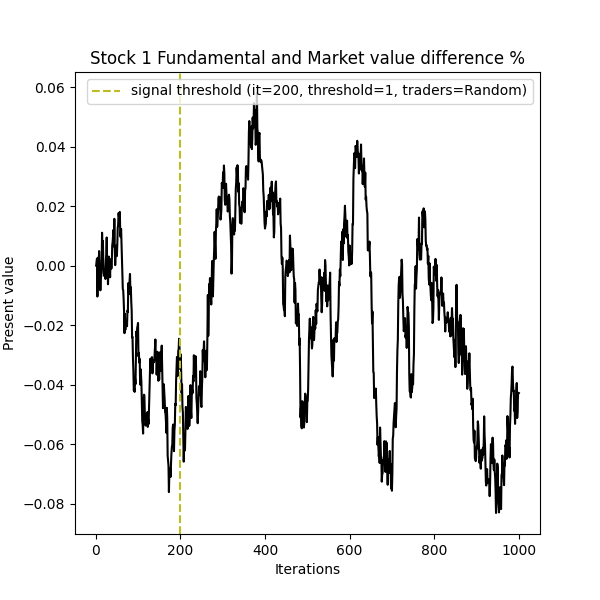 Stock 1 Fundamental and Market value difference %
signal threshold (it=200, threshold=1, traders=Random)
0.06
0.04
0.02
0.00
−0.02
−0.04
−0.06
−0.08
Present value
0 200 400 600 800 1000
Iterations